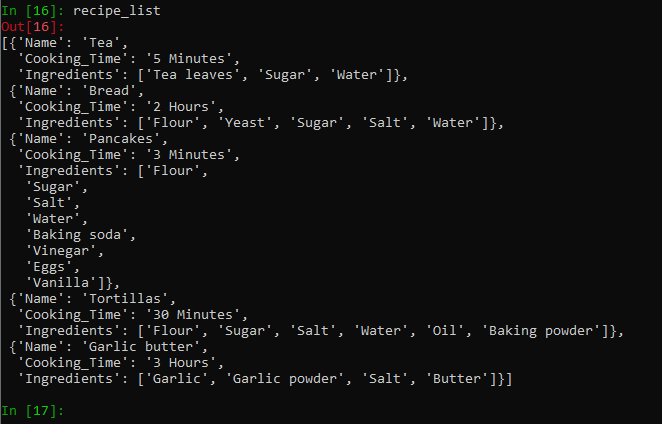 In [16]: recipe_list
Out[16]:
[{'Name': 'Tea',
  'Cooking_Time': '5 Minutes',
  'Ingredients': ['Tea leaves', 'Sugar', 'Water']},
 {'Name': 'Bread',
  'Cooking_Time': '2 Hours',
  'Ingredients': ['Flour', 'Yeast', 'Sugar', 'Salt', 'Water']},
 {'Name': 'Pancakes',
  'Cooking_Time': '3 Minutes',
  'Ingredients': ['Flour',
   'Sugar',
   'Salt',
   'Water',
   'Baking soda',
   'Vinegar',
   'Eggs',
   'Vanilla']},
 {'Name': 'Tortillas',
  'Cooking_Time': '30 Minutes',
  'Ingredients': ['Flour', 'Sugar', 'Salt', 'Water', 'Oil', 'Baking powder']},
 {'Name': 'Garlic butter',
  'Cooking_Time': '3 Hours',
  'Ingredients': ['Garlic', 'Garlic powder', 'Salt', 'Butter']}]
In [17]: